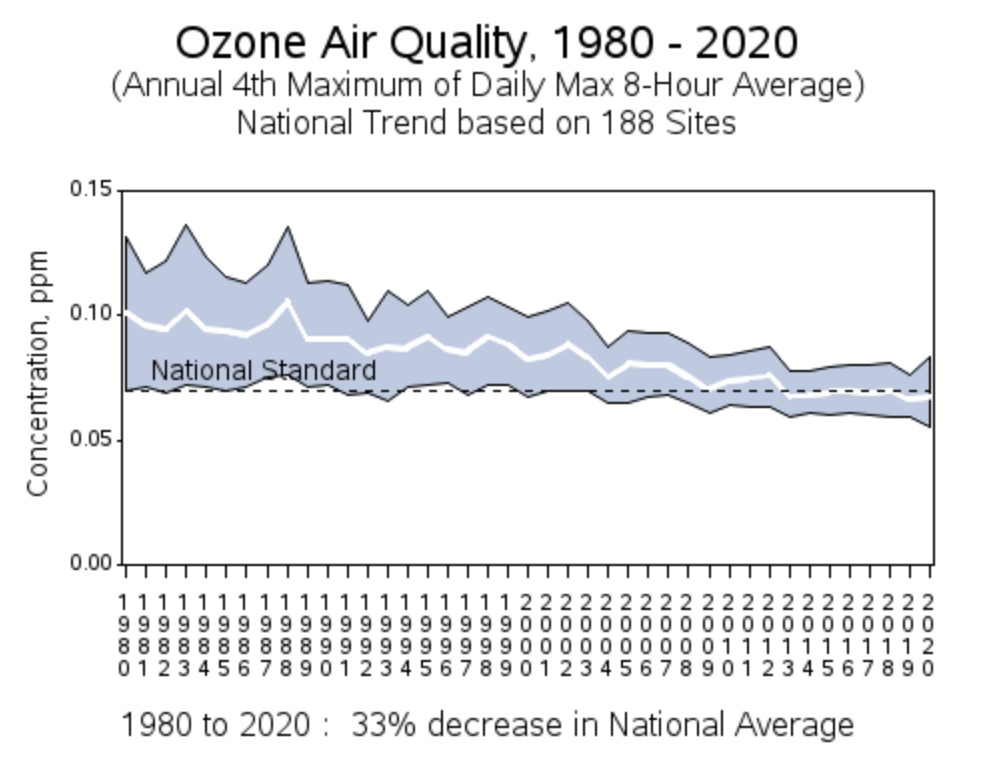 Ozone Air Quality, 1980 - 2020
(Annual 4th Maximum of Daily Max 8-Hour Average)
National Trend based on 188 Sites
Concentration, ppm
0.15
0.10
0.05
0.00
National Standard
1980 1981 1982 1983 1984 1985 1986 1987 1988 1989 1990 1991 1992 1993 1994 1995 1996 1997 1998 1999 2000 2001 2002 2003 2004 2005 2006 2007 2008 2009 2010 2011 2012 2013 2014 2015 2016 2017 2018 2019 2020
1980 to 2020 : 33% decrease in National Average